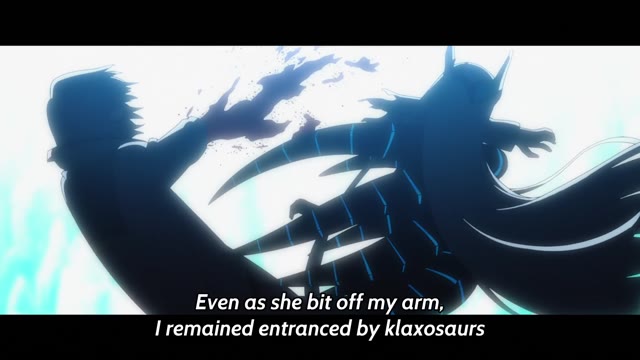 Even as she bit off my arm,
I remained entranced by klaxosaurs